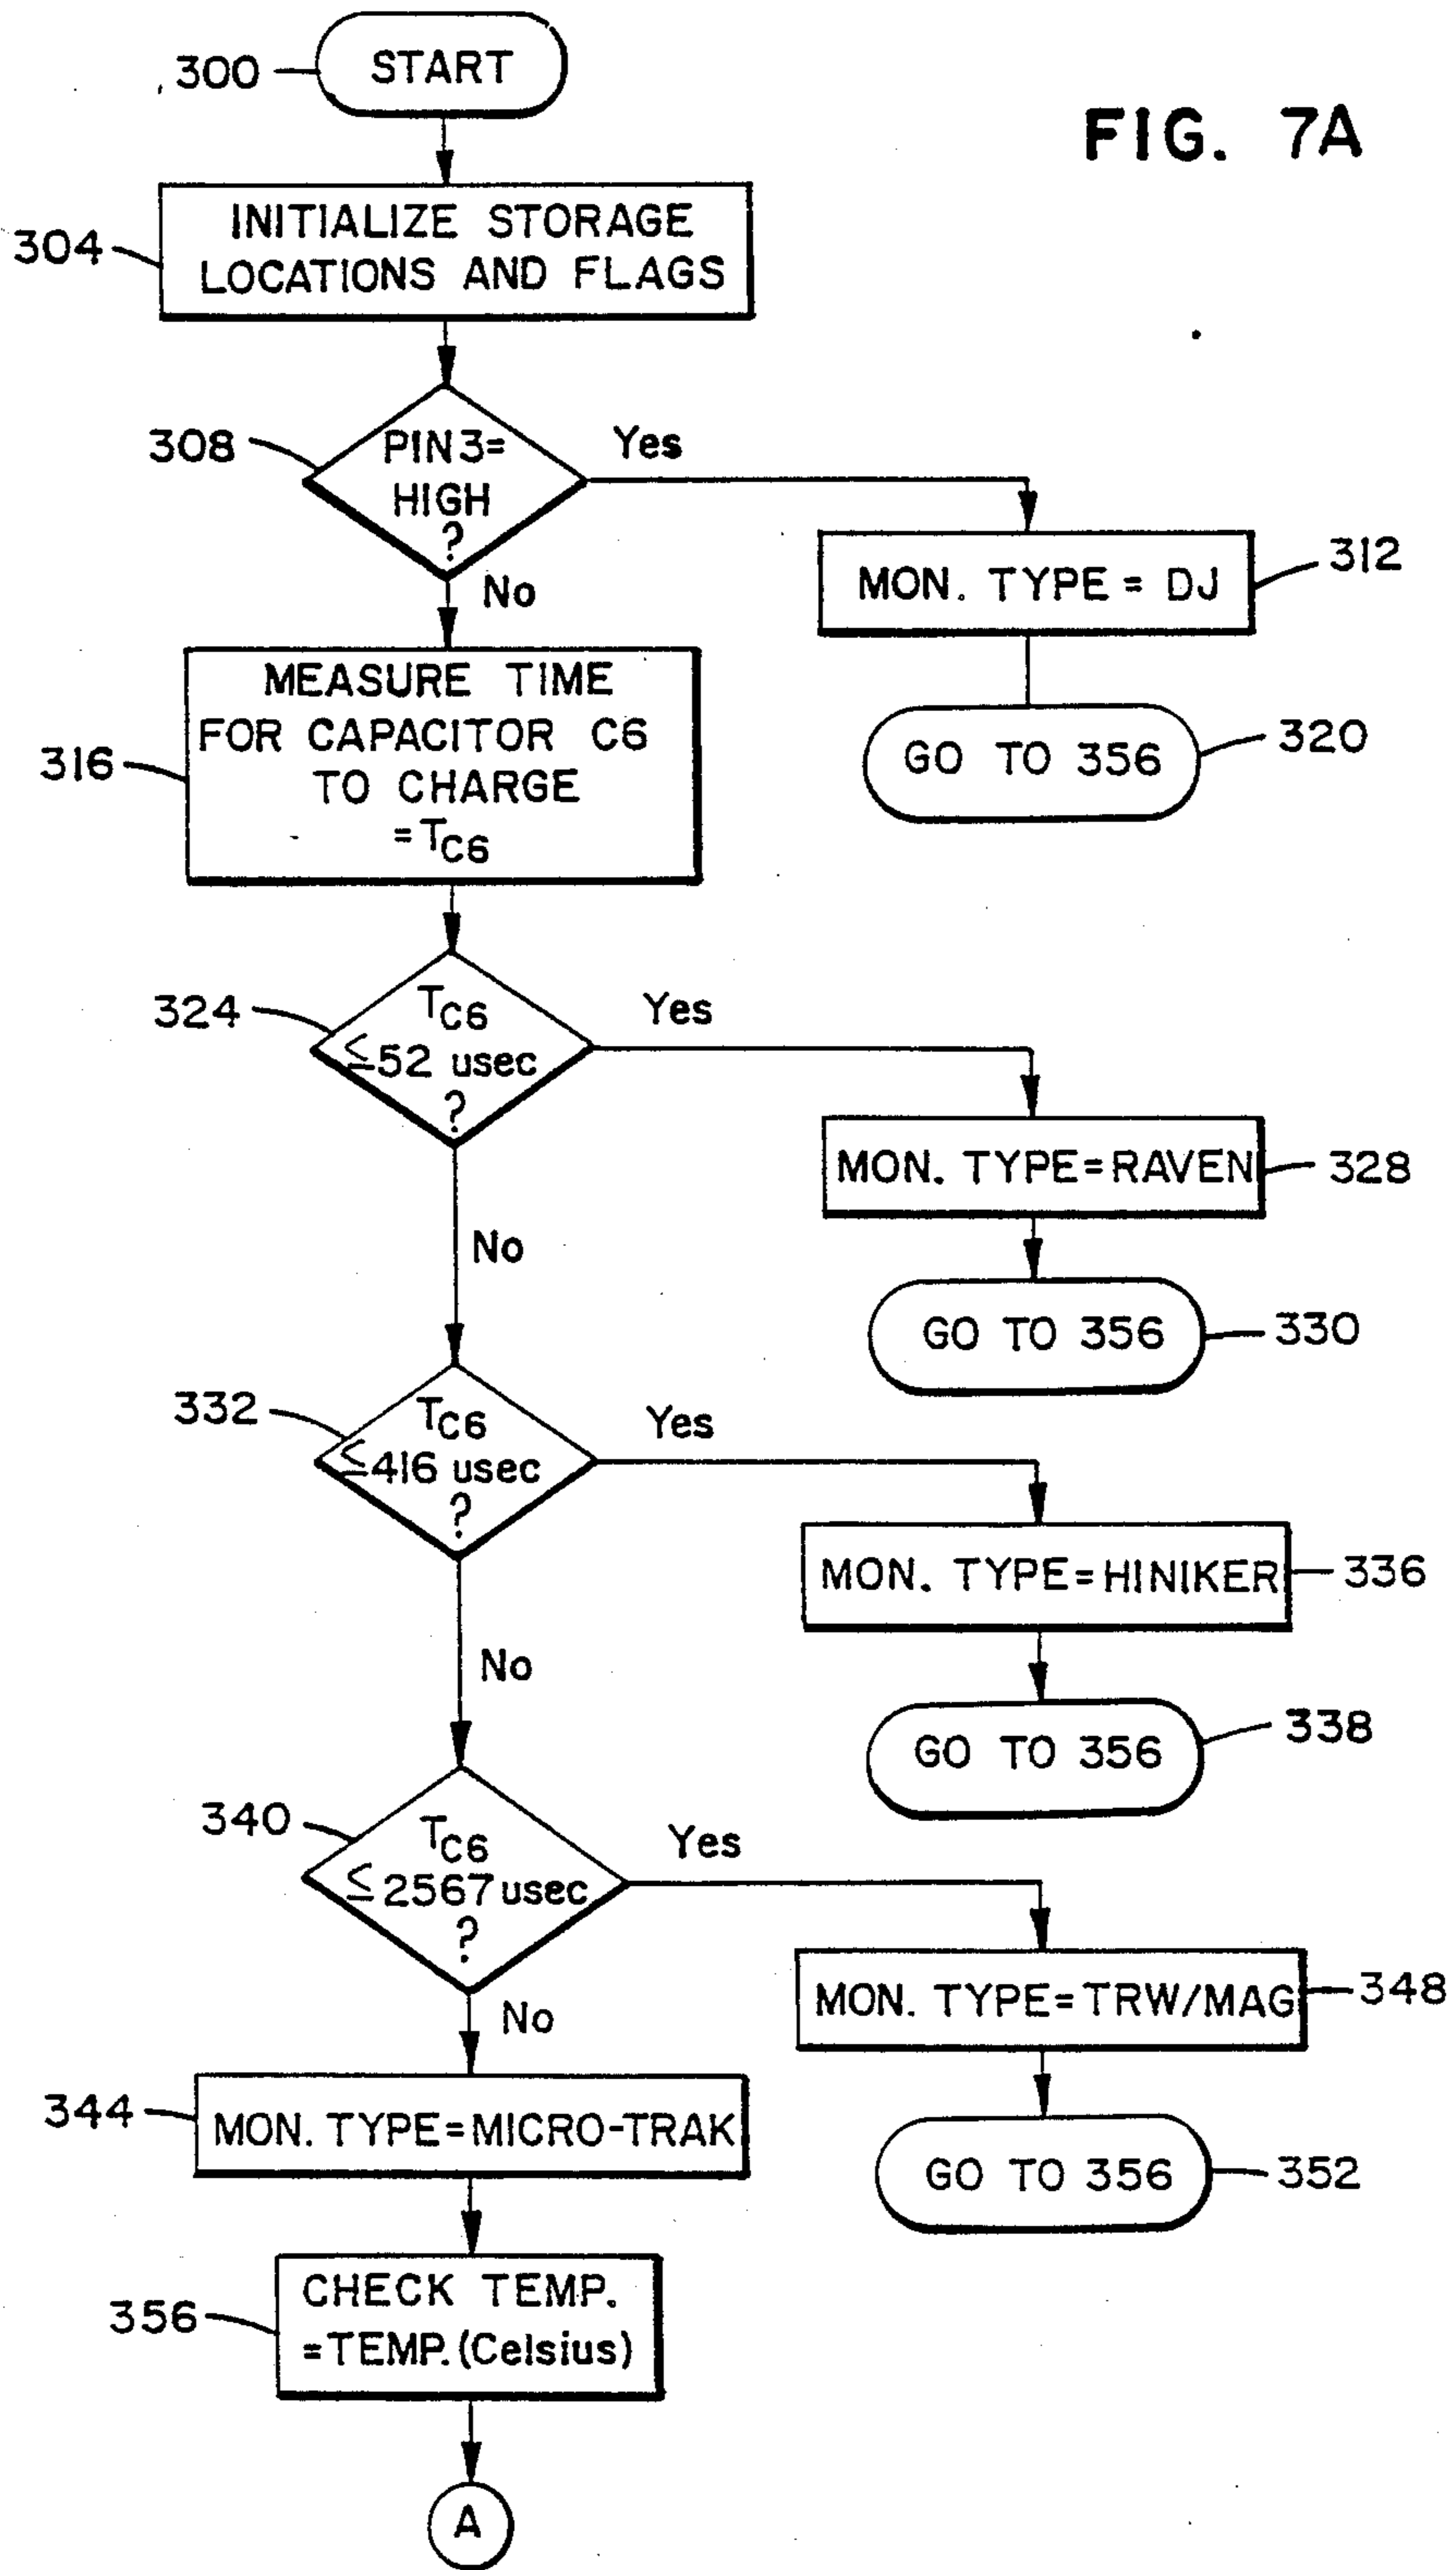 FIG. 7A
300
START
304
INITIALIZE STORAGE
LOCATIONS AND FLAGS
308
PIN3=
HIGH
?
Yes
No
MON. TYPE = DJ
312
GO TO 356
320
316
MEASURE TIME
FOR CAPACITOR C6
TO CHARGE
=TC6
324
TC6
≤52 usec
?
Yes
No
MON. TYPE=RAVEN
328
GO TO 356
330
332
TC6
≤416 usec
?
Yes
No
MON. TYPE=HINIKER
336
GO TO 356
338
340
TC6
≤2567 usec
?
Yes
No
MON. TYPE=TRW/MAG
348
GO TO 356
352
344
MON. TYPE=MICRO-TRAK
356
CHECK TEMP.
=TEMP.(Celsius)
A